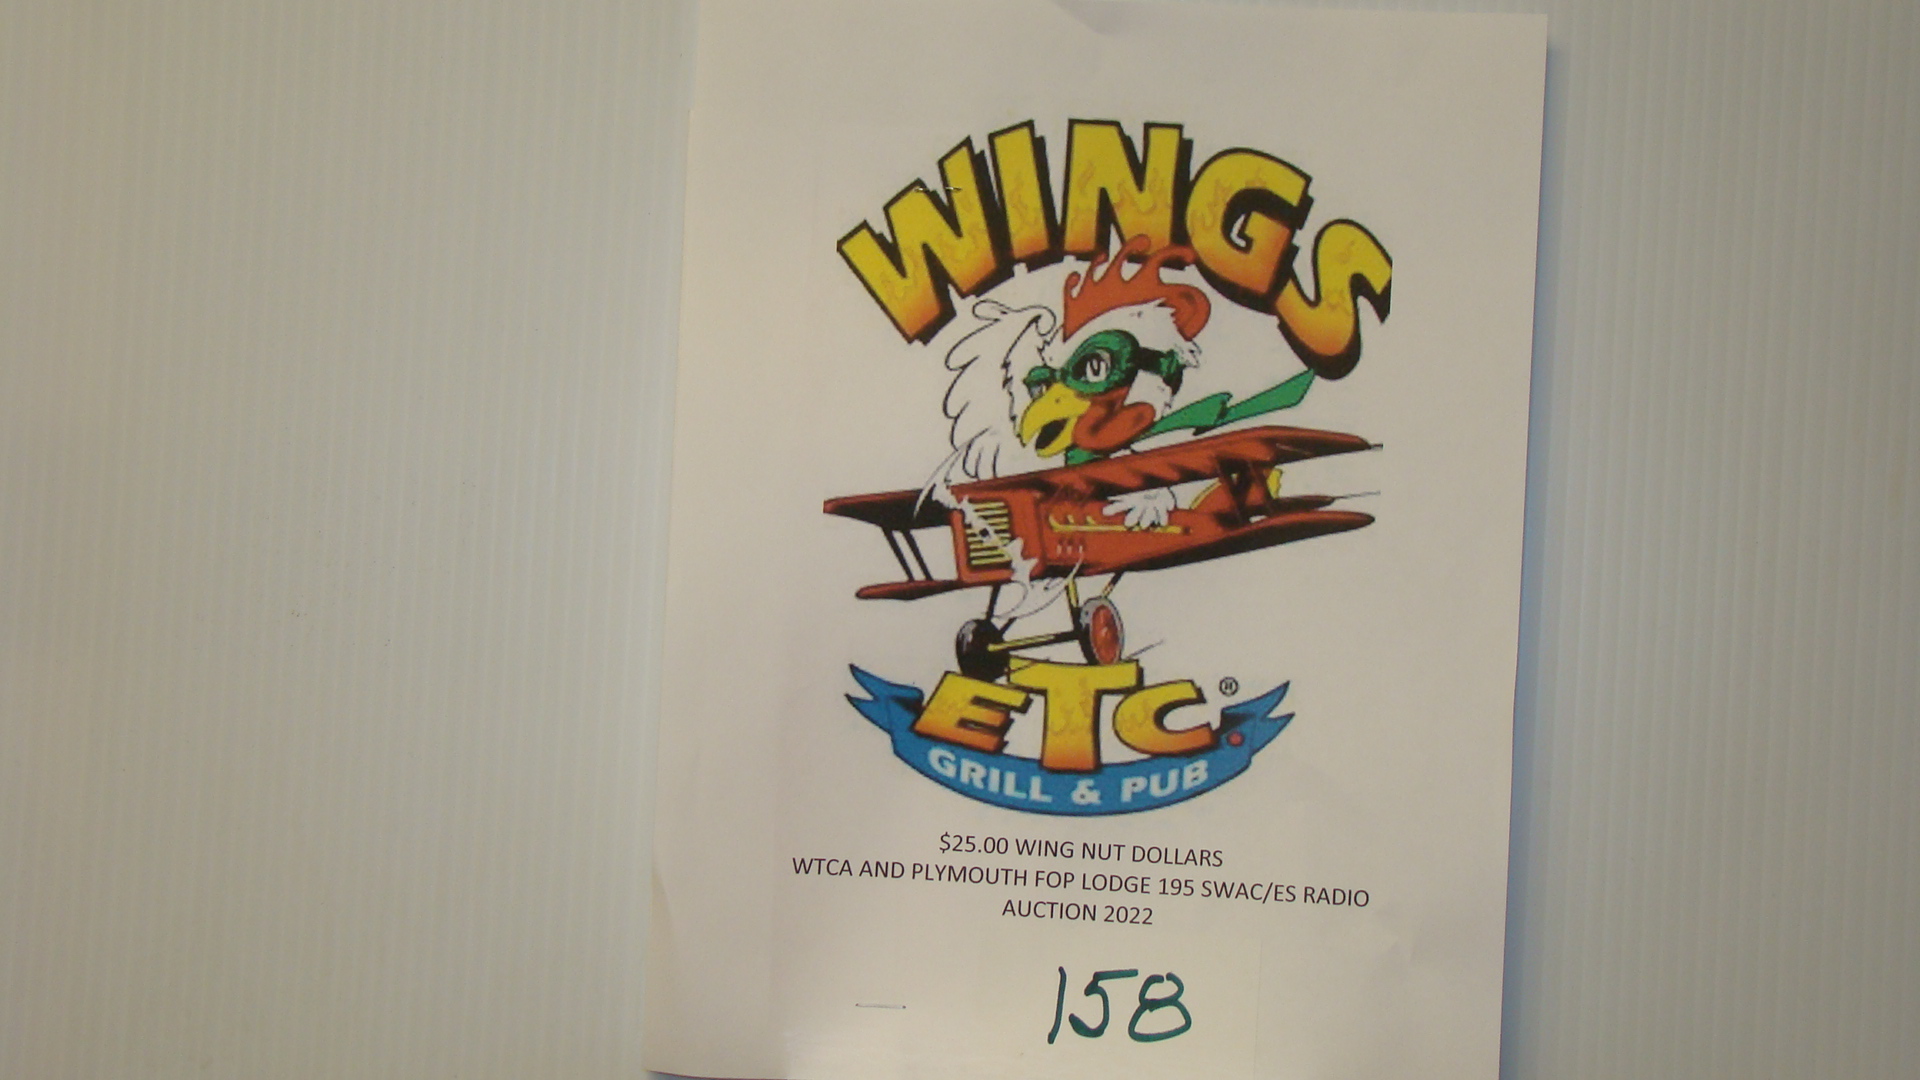 WINGS
ETC®
GRILL & PUB
$25.00 WING NUT DOLLARS
WTCA AND PLYMOUTH FOP LODGE 195 SWAC/ES RADIO
AUCTION 2022
158